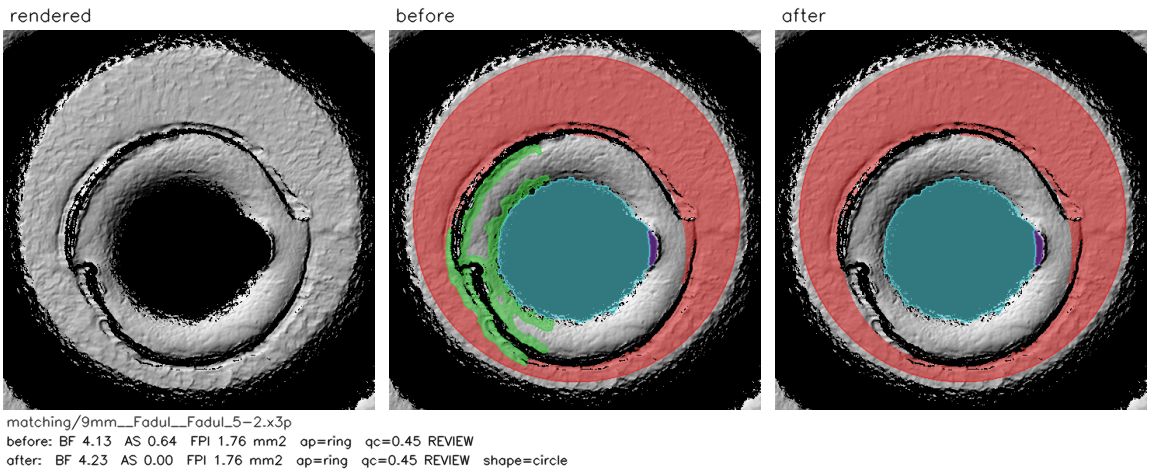 rendered
before
after
matching/9mm__Fadul__Fadul_5-2.x3p
before: BF 4.13 AS 0.64 FPI 1.76 mm2 ap=ring qc=0.45 REVIEW
after: BF 4.23 AS 0.00 FPI 1.76 mm2 ap=ring qc=0.45 REVIEW shape=circle